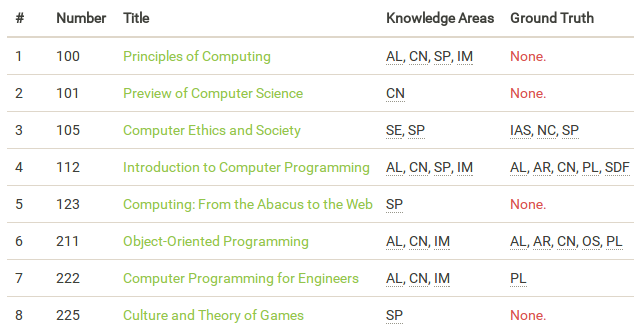 # Number Title Knowledge Areas Ground Truth
1 100 Principles of Computing AL, CN, SP, IM None.
2 101 Preview of Computer Science CN None.
3 105 Computer Ethics and Society SE, SP IAS, NC, SP
4 112 Introduction to Computer Programming AL, CN, SP, IM AL, AR, CN, PL, SDF
5 123 Computing: From the Abacus to the Web SP None.
6 211 Object-Oriented Programming AL, CN, IM AL, AR, CN, OS, PL
7 222 Computer Programming for Engineers AL, CN, IM PL
8 225 Culture and Theory of Games SP None.